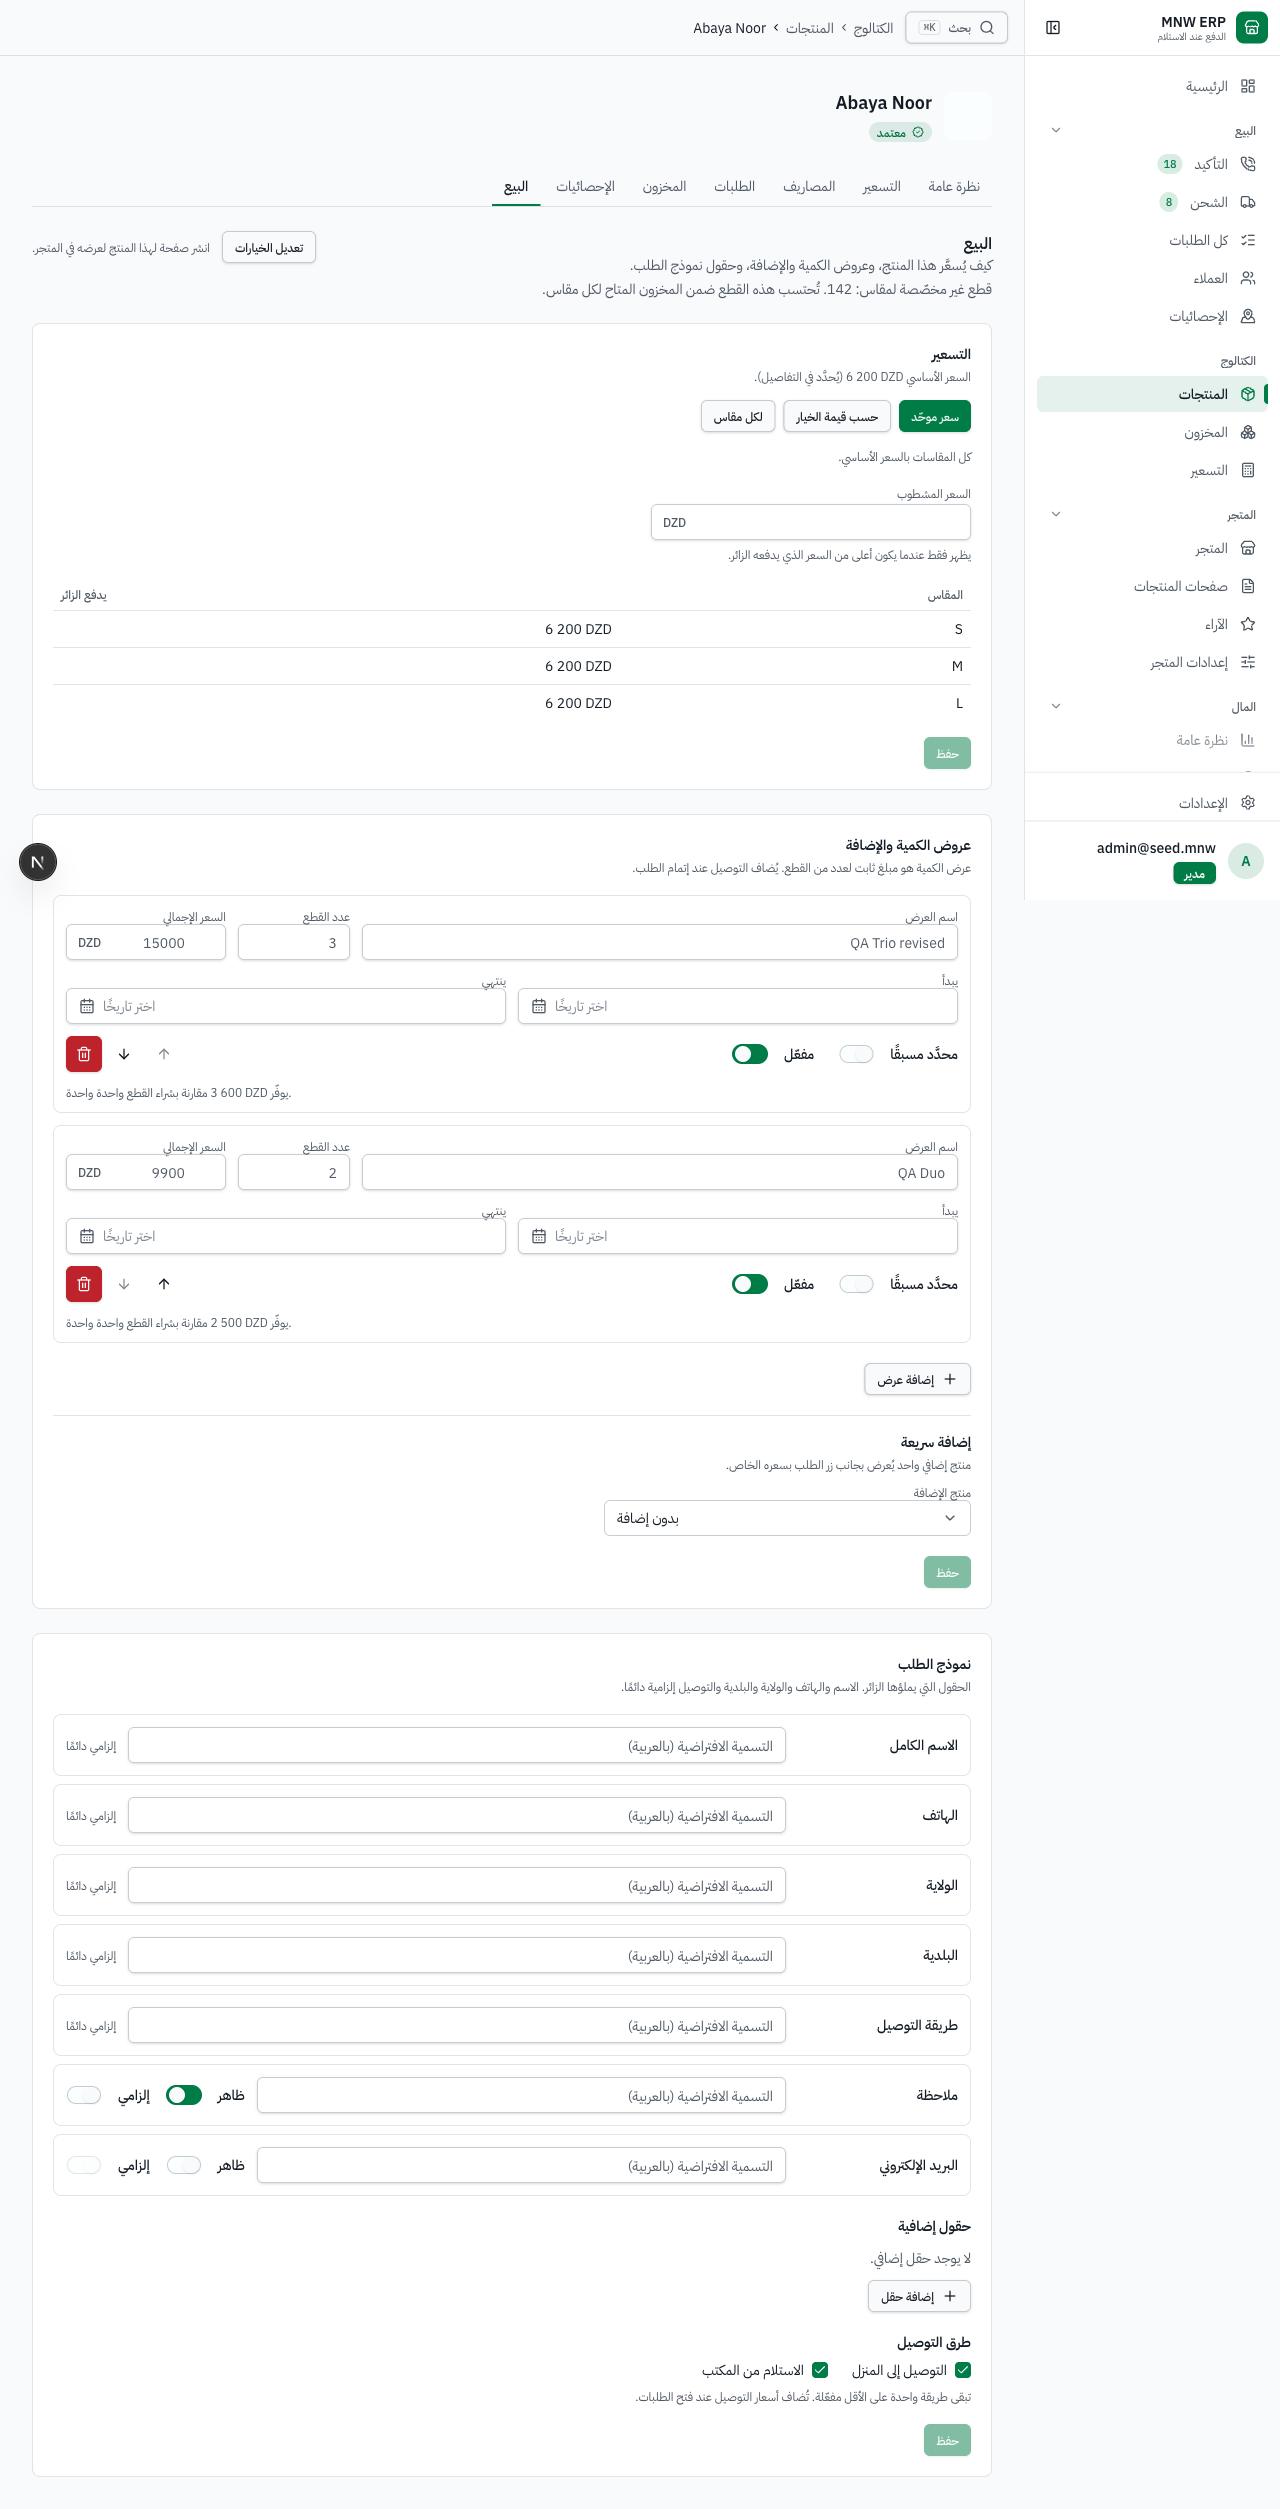 MNW ERP
الدفع عند الاستلام
الرئيسية
البيع
التأكيد 18
الشحن 8
كل الطلبات
العملاء
الإحصائيات
الكتالوج
المنتجات
المخزون
التسعير
المتجر
المتجر
صفحات المنتجات
الآراء
إعدادات المتجر
المال
نظرة عامة
الإعدادات
A
admin@seed.mnw
مدير
بحث ⌘K
الكتالوج › المنتجات › Abaya Noor
Abaya Noor
معتمد
نظرة عامة التسعير المصاريف الطلبات المخزون الإحصائيات البيع
البيع
كيف يُسعَّر هذا المنتج، وعروض الكمية والإضافة، وحقول نموذج الطلب.
قطع غير مخصّصة لمقاس: 142. تُحتسب هذه القطع ضمن المخزون المتاح لكل مقاس.
تعديل الخيارات
انشر صفحة لهذا المنتج لعرضه في المتجر.
التسعير
السعر الأساسي 6 200 DZD (يُحدَّد في التفاصيل).
سعر موحّد حسب قيمة الخيار لكل مقاس
كل المقاسات بالسعر الأساسي.
السعر المشطوب
DZD
يظهر فقط عندما يكون أعلى من السعر الذي يدفعه الزائر.
المقاس يدفع الزائر
S 6 200 DZD
M 6 200 DZD
L 6 200 DZD
حفظ
N
عروض الكمية والإضافة
عرض الكمية هو مبلغ ثابت لعدد من القطع. يُضاف التوصيل عند إتمام الطلب.
اسم العرض عدد القطع السعر الإجمالي
QA Trio revised 3 15000 DZD
يبدأ ينتهي
اختر تاريخًا اختر تاريخًا
محدَّد مسبقًا مفعّل
يوفّر 3 600 DZD مقارنة بشراء القطع واحدة واحدة.
اسم العرض عدد القطع السعر الإجمالي
QA Duo 2 9900 DZD
يبدأ ينتهي
اختر تاريخًا اختر تاريخًا
محدَّد مسبقًا مفعّل
يوفّر 2 500 DZD مقارنة بشراء القطع واحدة واحدة.
إضافة عرض
إضافة سريعة
منتج إضافي واحد يُعرض بجانب زر الطلب بسعره الخاص.
منتج الإضافة
بدون إضافة
حفظ
نموذج الطلب
الحقول التي يملؤها الزائر. الاسم والهاتف والولاية والبلدية والتوصيل إلزامية دائمًا.
الاسم الكامل التسمية الافتراضية (بالعربية) إلزامي دائمًا
الهاتف التسمية الافتراضية (بالعربية) إلزامي دائمًا
الولاية التسمية الافتراضية (بالعربية) إلزامي دائمًا
البلدية التسمية الافتراضية (بالعربية) إلزامي دائمًا
طريقة التوصيل التسمية الافتراضية (بالعربية) إلزامي دائمًا
ملاحظة التسمية الافتراضية (بالعربية) ظاهر إلزامي
البريد الإلكتروني التسمية الافتراضية (بالعربية) ظاهر إلزامي
حقول إضافية
لا يوجد حقل إضافي.
إضافة حقل
طرق التوصيل
التوصيل إلى المنزل الاستلام من المكتب
تبقى طريقة واحدة على الأقل مفعّلة. تُضاف أسعار التوصيل عند فتح الطلبات.
حفظ